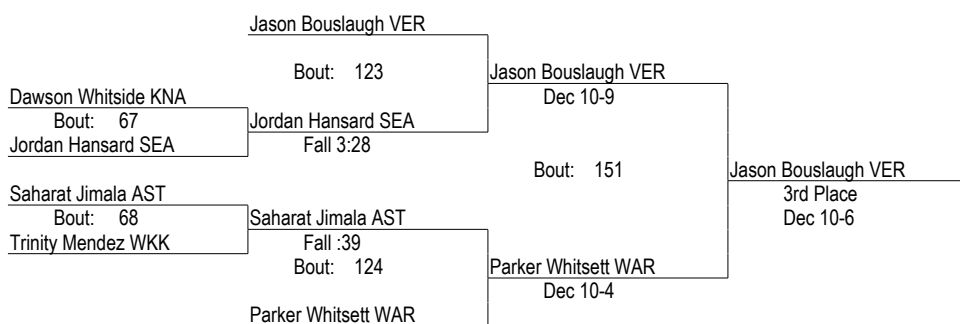 Jason Bouslaugh VER
Bout: 123
Jason Bouslaugh VER
Dawson Whitside KNA
Dec 10-9
Bout: 67
Jordan Hansard SEA
Jordan Hansard SEA
Fall 3:28
Bout: 151
Jason Bouslaugh VER
Saharat Jimala AST
3rd Place
Bout: 68
Saharat Jimala AST
Dec 10-6
Trinity Mendez WKK
Fall :39
Bout: 124
Parker Whitsett WAR
Dec 10-4
Parker Whitsett WAR